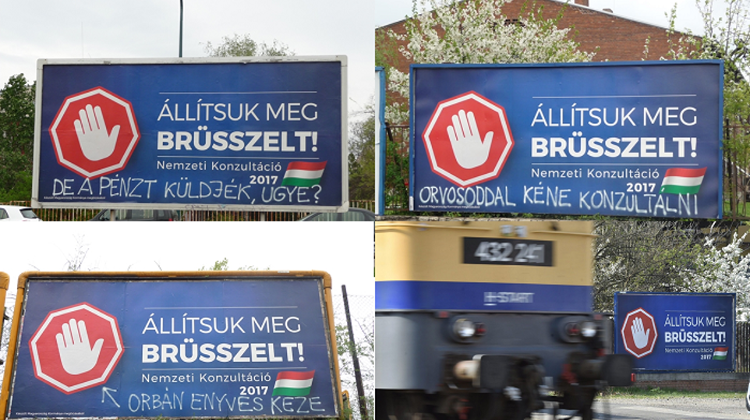 ÁLLÍTSUK MEG
BRÜSSZELT!
Nemzeti Konzultáció
2017
DE A PÉNZT KÜLDJÉK, UGYE?
ÁLLÍTSUK MEG
BRÜSSZELT!
Nemzeti Konzultáció
2017
ORVOSODDAL KÉNE KONZULTÁLNI
ÁLLÍTSUK MEG
BRÜSSZELT!
Nemzeti Konzultáció
2017
ORBÁN ENYVES KEZE
432 241
H-START
ÁLLÍTSUK MEG
BRÜSSZELT!
Nemzeti Konzultáció
2017